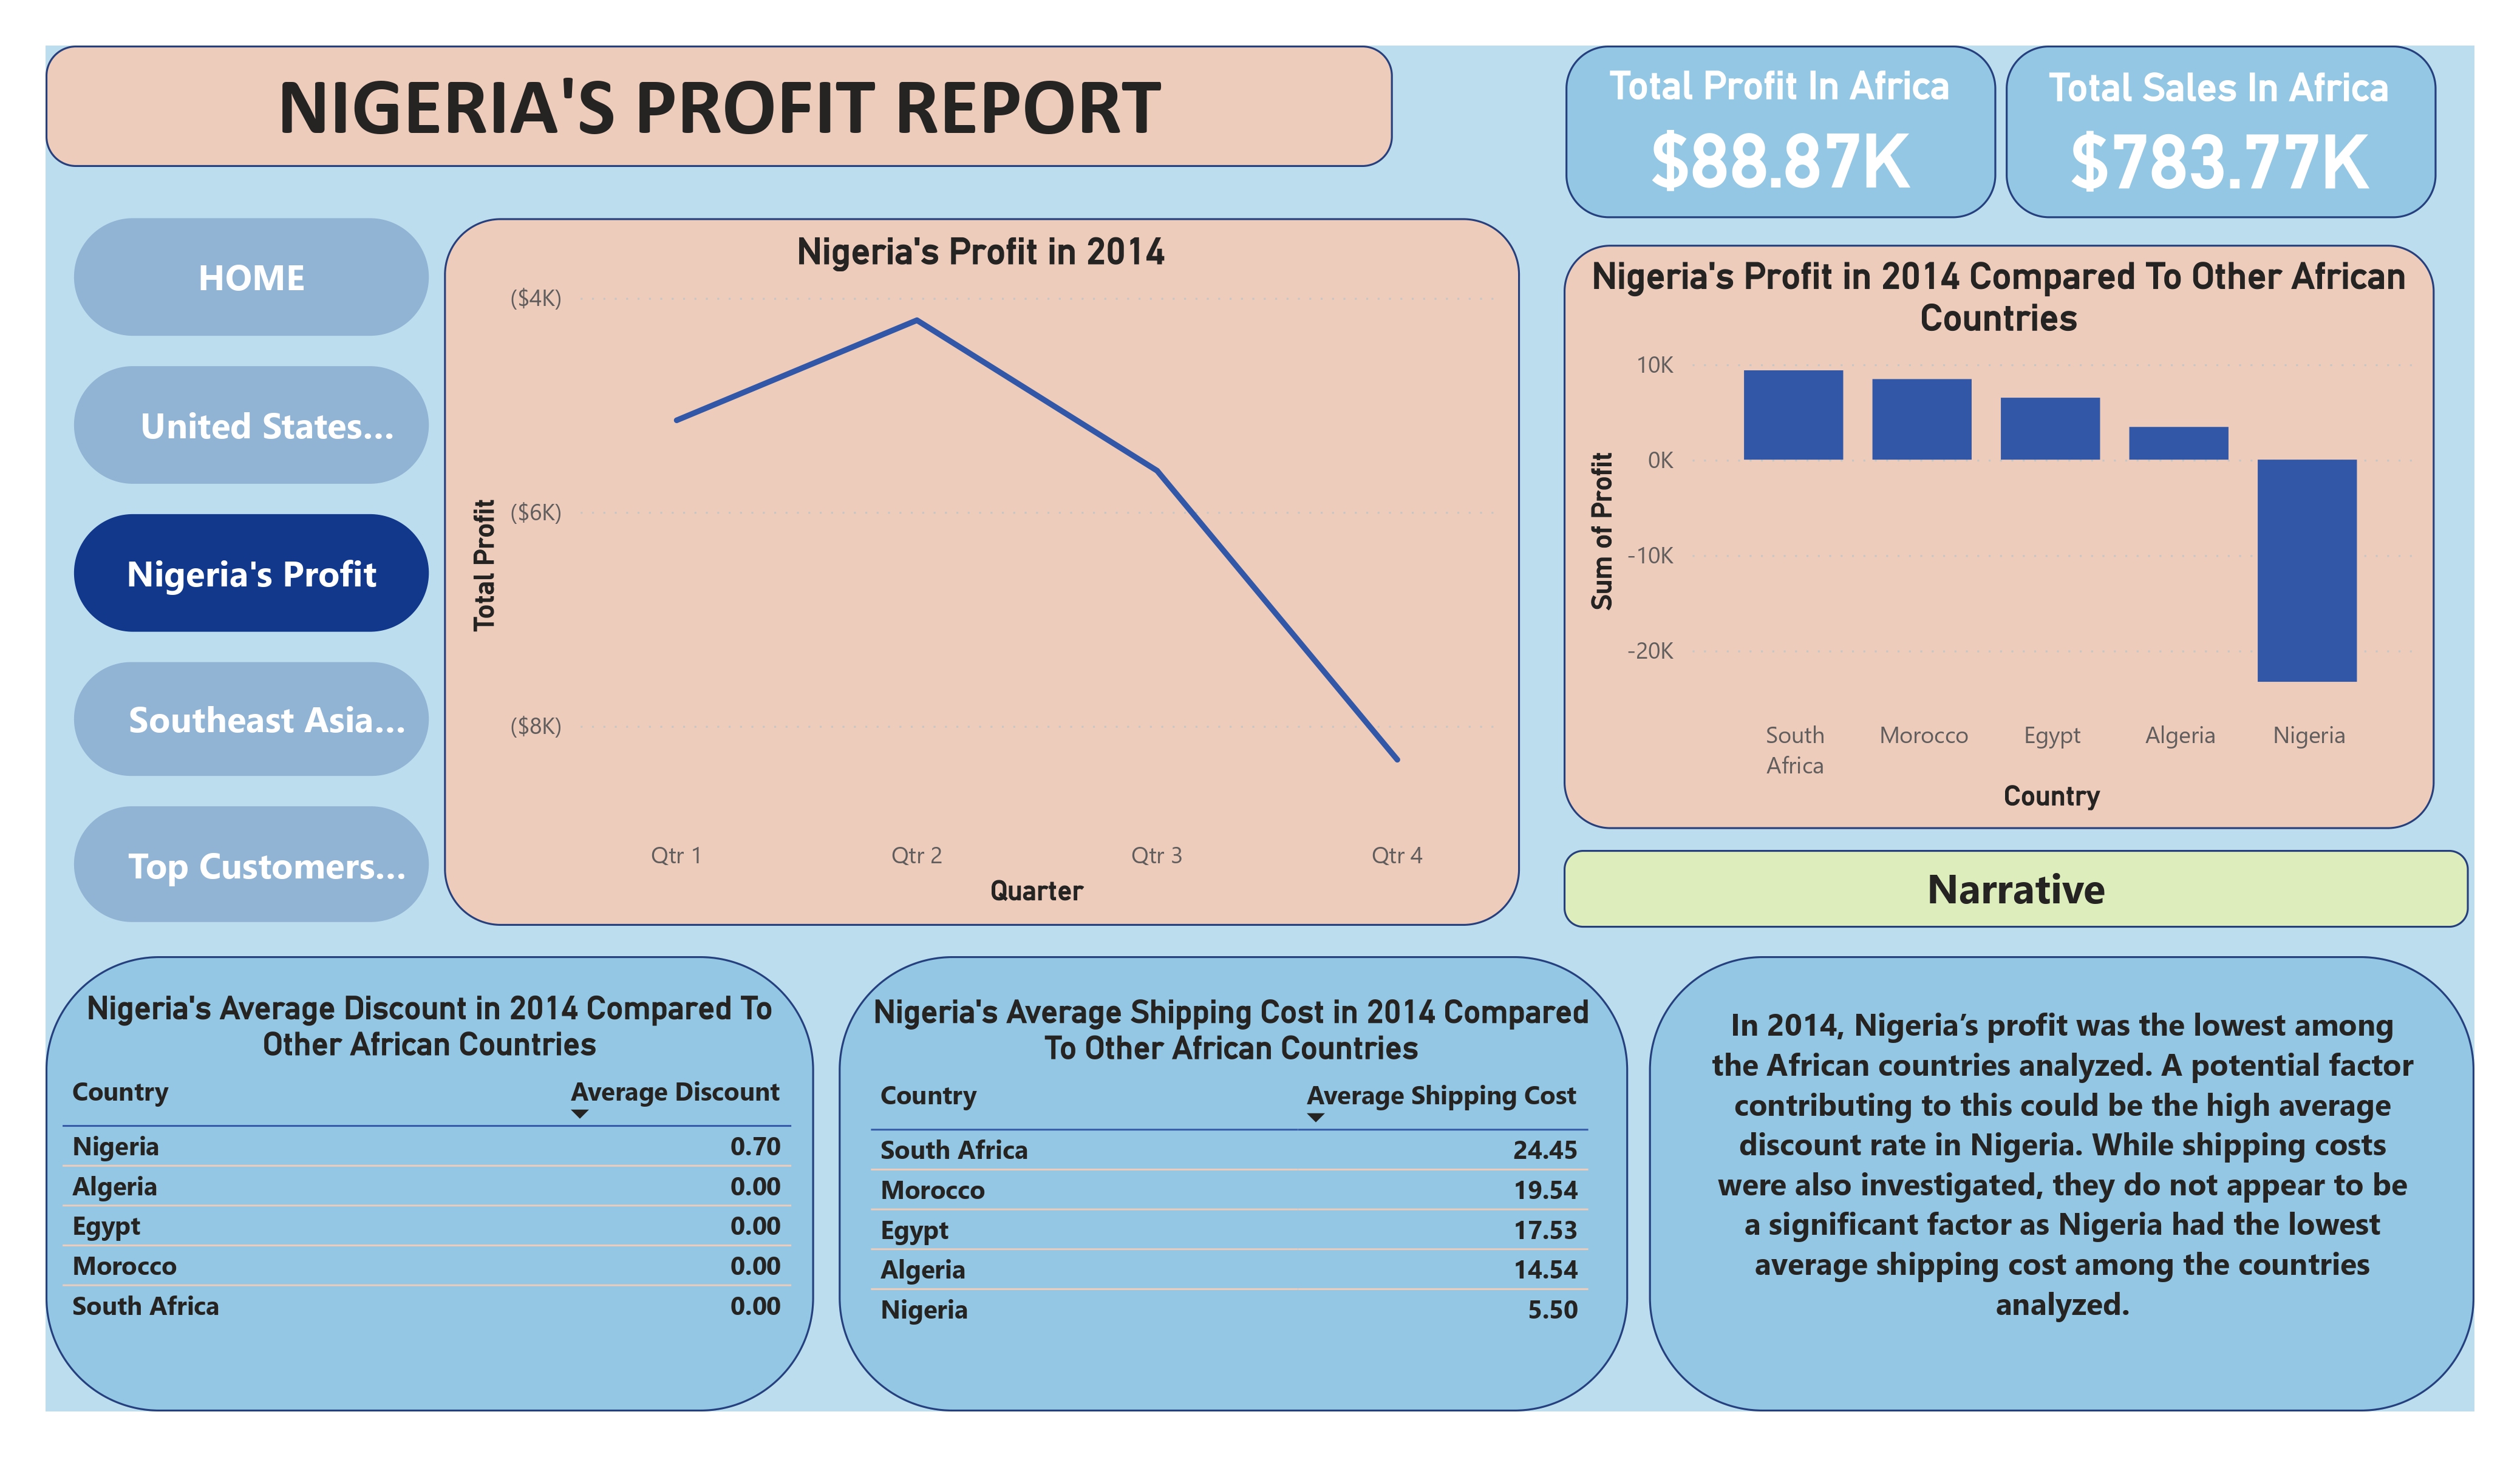 NIGERIA'S PROFIT REPORT
Total Profit In Africa
$88.87K
Total Sales In Africa
$783.77K
HOME
United States...
Nigeria's Profit
Southeast Asia...
Top Customers...
Nigeria's Profit in 2014
Total Profit
($4K)
($6K)
($8K)
Qtr 1
Qtr 2
Qtr 3
Qtr 4
Quarter
Nigeria's Profit in 2014 Compared To Other African
Countries
Sum of Profit
10K
0K
-10K
-20K
South
Africa
Morocco
Egypt
Algeria
Nigeria
Country
Narrative
Nigeria's Average Discount in 2014 Compared To
Other African Countries
Country Average Discount
Nigeria 0.70
Algeria 0.00
Egypt 0.00
Morocco 0.00
South Africa 0.00
Nigeria's Average Shipping Cost in 2014 Compared
To Other African Countries
Country Average Shipping Cost
South Africa 24.45
Morocco 19.54
Egypt 17.53
Algeria 14.54
Nigeria 5.50
In 2014, Nigeria’s profit was the lowest among
the African countries analyzed. A potential factor
contributing to this could be the high average
discount rate in Nigeria. While shipping costs
were also investigated, they do not appear to be
a significant factor as Nigeria had the lowest
average shipping cost among the countries
analyzed.